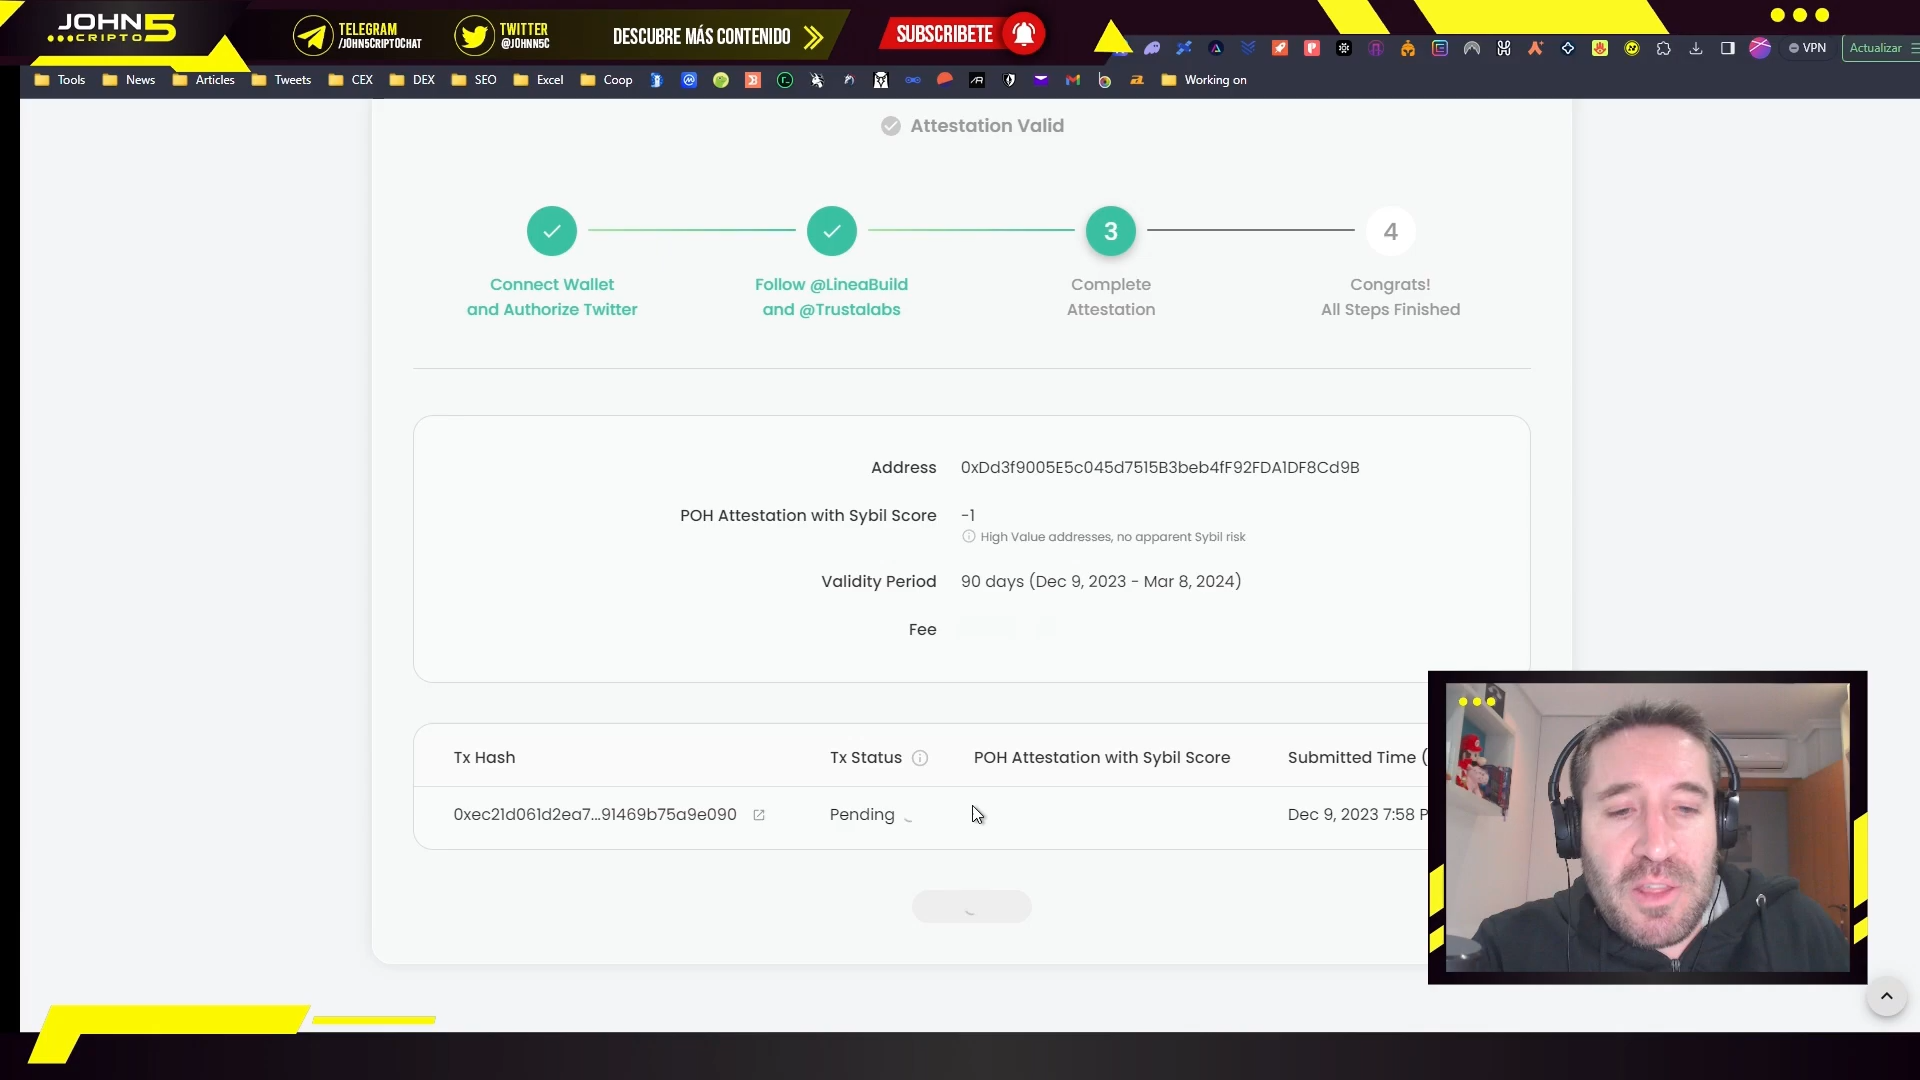 JOHN5
CRIPTO
TELEGRAM
/JOHN5CRIPTOCHAT
TWITTER
@J0HNN5C
DESCUBRE MÁS CONTENIDO
SUBSCRIBETE
VPN
Actualizar
Tools
News
Articles
Tweets
CEX
DEX
SEO
Excel
Coop
Working on
Attestation Valid
3
4
Connect Wallet
and Authorize Twitter
Follow @LineaBuild
and @Trustalabs
Complete
Attestation
Congrats!
All Steps Finished
Address 0xDd3f9005E5c045d7515B3beb4fF92FDA1DF8Cd9B
POH Attestation with Sybil Score -1
High Value addresses, no apparent Sybil risk
Validity Period 90 days (Dec 9, 2023 - Mar 8, 2024)
Fee
Tx Hash Tx Status POH Attestation with Sybil Score Submitted Time (
0xec21d061d2ea7...91469b75a9e090 Pending Dec 9, 2023 7:58 P